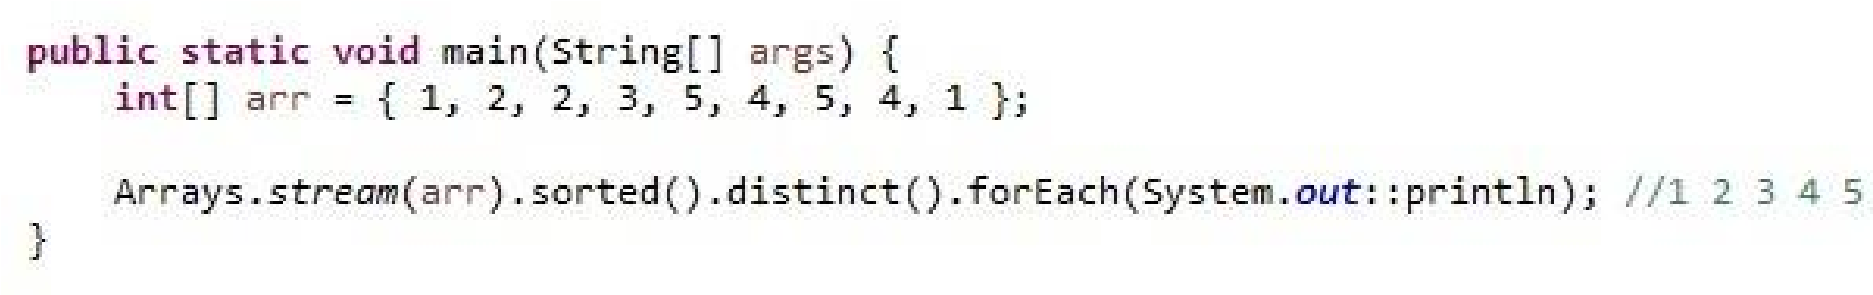 public static void main(String[] args) {
    int[] arr = { 1, 2, 2, 3, 5, 4, 5, 4, 1 };
    Arrays.stream(arr).sorted().distinct().forEach(System.out::println); //1 2 3 4 5
}